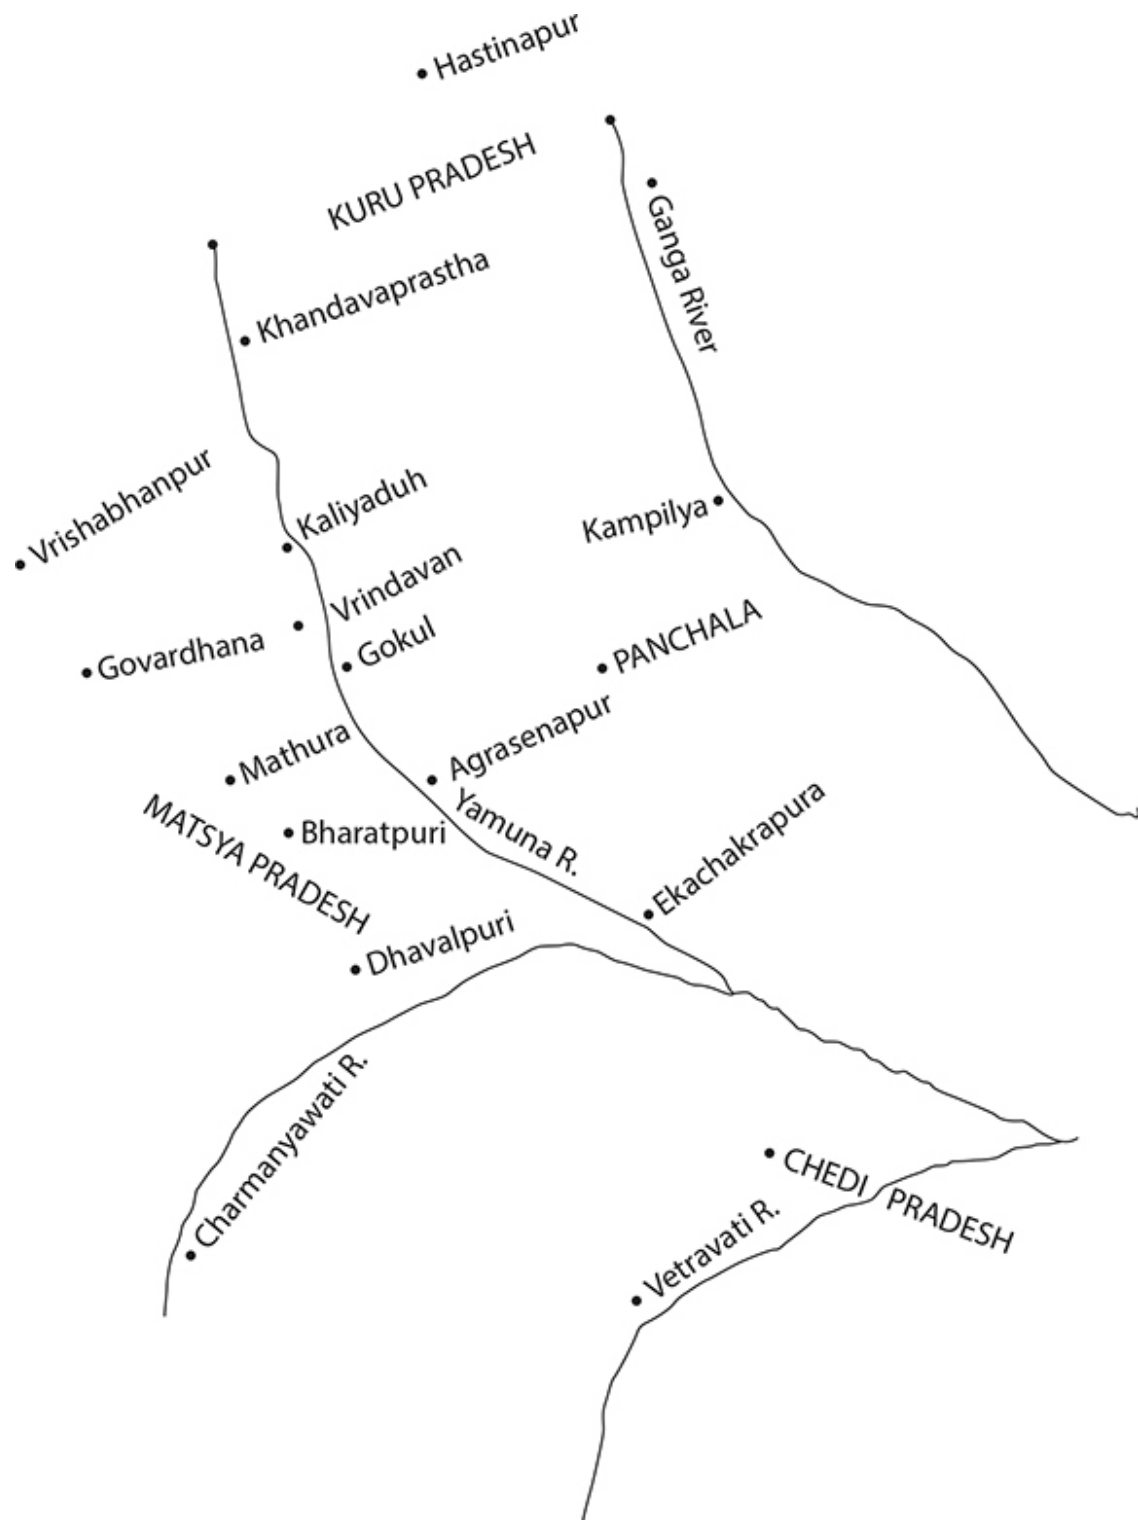 Hastinapur
KURU PRADESH
Ganga River
Khandavaprastha
Vrishabhanpur
Kaliyaduh
Kampilya
Vrindavan
Gokul
Govardhana
PANCHALA
Agrasenapur
Mathura
Yamuna R.
MATSYA PRADESH
Bharatpuri
Ekachakrapura
Dhavalpuri
Charmanyawati R.
CHEDI PRADESH
Vetravati R.